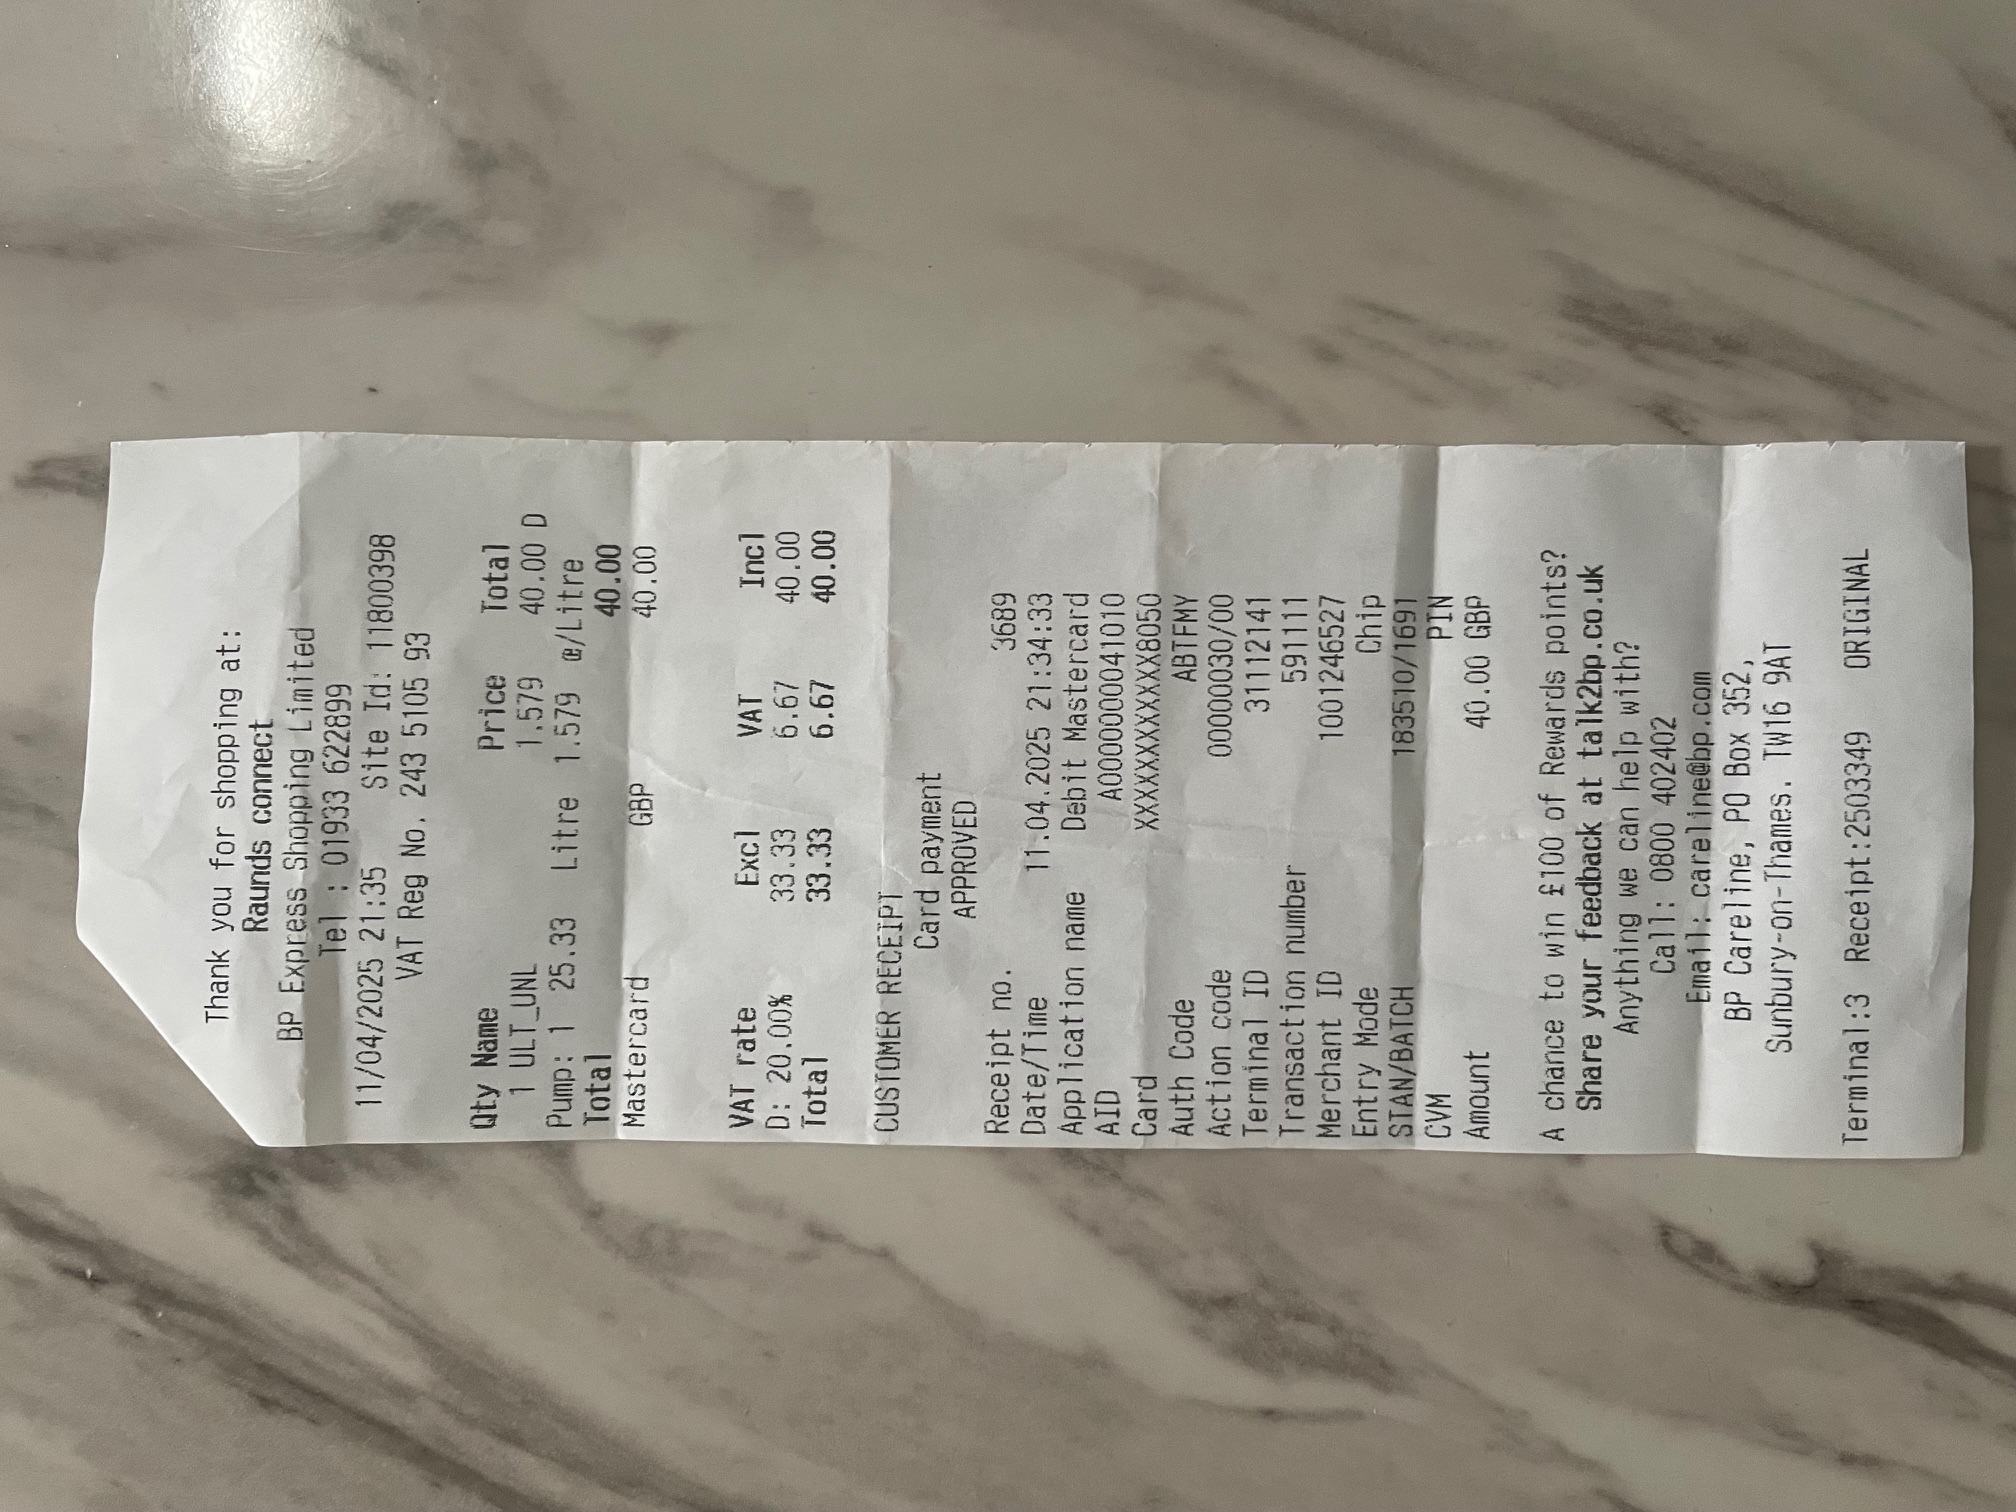 Thank you for shopping at:
Raunds connect
BP Express Shopping Limited
Tel : 01933 622899
11/04/2025 21:35 Site Id: 11800398
VAT Reg No. 243 5105 93
Qty Name Price Total
1 ULT_UNL 1.579 40.00 D
Pump: 1 25.33 Litre 1.579 œ/Litre
Total 40.00
Mastercard GBP 40.00
VAT rate Excl VAT Incl
D: 20.00% 33.33 6.67 40.00
Total 33.33 6.67 40.00
CUSTOMER RECEIPT
Card payment
APPROVED
Receipt no. 3689
Date/Time 11.04.2025 21:34:33
Application name Debit Mastercard
AID A0000000041010
Card XXXXXXXXXXXX8050
Auth Code ABTFMY
Action code 00000030/00
Terminal ID 31112141
Transaction number 591111
Merchant ID 1001246527
Entry Mode Chip
STAN/BATCH 183510/1691
CVM PIN
Amount 40.00 GBP
A chance to win £100 of Rewards points?
Share your feedback at talk2bp.co.uk
Anything we can help with?
Call: 0800 402402
Email: careline@bp.com
BP Careline, PO Box 352,
Sunbury-on-Thames. TW16 9AT
Terminal:3 Receipt:2503349 ORIGINAL